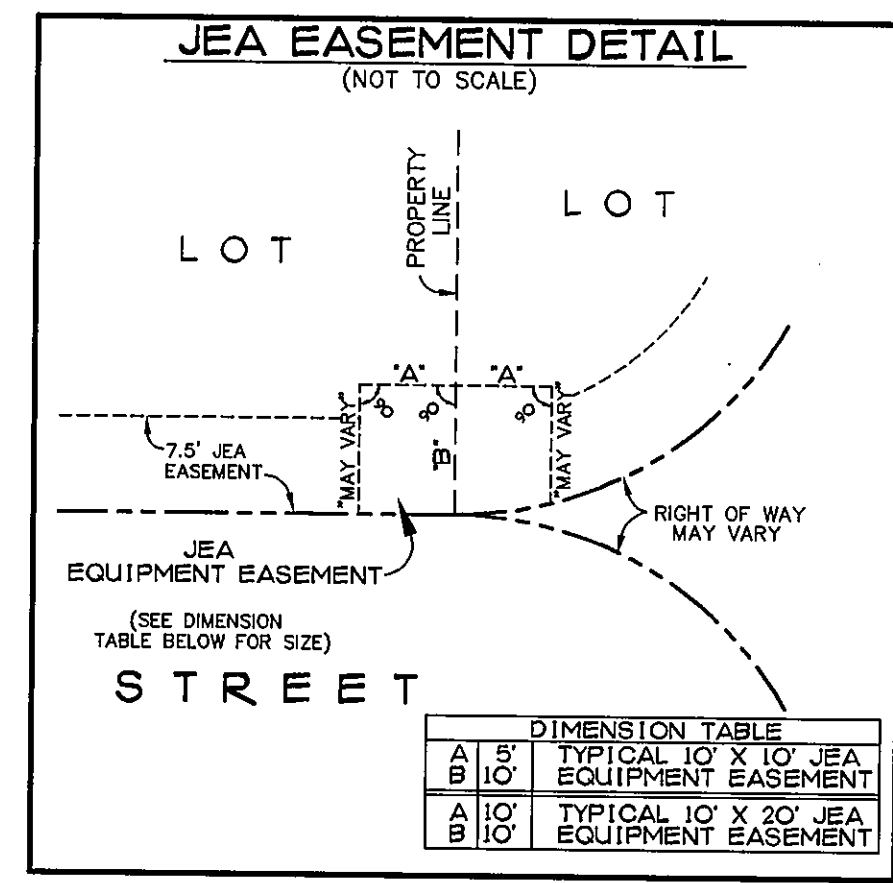 JEA EASEMENT DETAIL
(NOT TO SCALE)
PROPERTY
LINE
LOT
LOT
"A"
"A"
90
90
90
"MAY VARY"
"B"
"MAY VARY"
7.5' JEA
EASEMENT
RIGHT OF WAY
MAY VARY
JEA
EQUIPMENT EASEMENT
(SEE DIMENSION
TABLE BELOW FOR SIZE)
STREET
DIMENSION TABLE
A 5' TYPICAL 10' X 10' JEA
B 10' EQUIPMENT EASEMENT
A 10' TYPICAL 10' X 20' JEA
B 10' EQUIPMENT EASEMENT